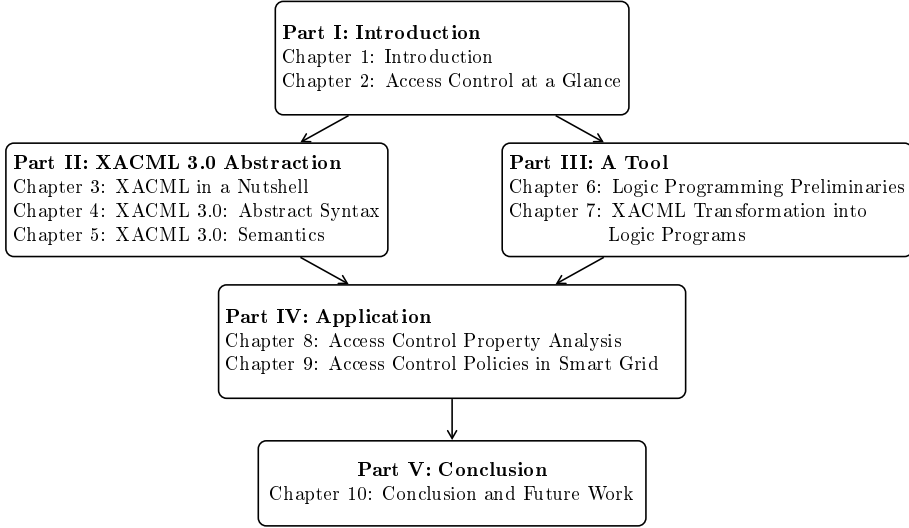 Part I: Introduction
Chapter 1: Introduction
Chapter 2: Access Control at a Glance
Part II: XACML 3.0 Abstraction
Chapter 3: XACML in a Nutshell
Chapter 4: XACML 3.0: Abstract Syntax
Chapter 5: XACML 3.0: Semantics
Part III: A Tool
Chapter 6: Logic Programming Preliminaries
Chapter 7: XACML Transformation into
Logic Programs
Part IV: Application
Chapter 8: Access Control Property Analysis
Chapter 9: Access Control Policies in Smart Grid
Part V: Conclusion
Chapter 10: Conclusion and Future Work